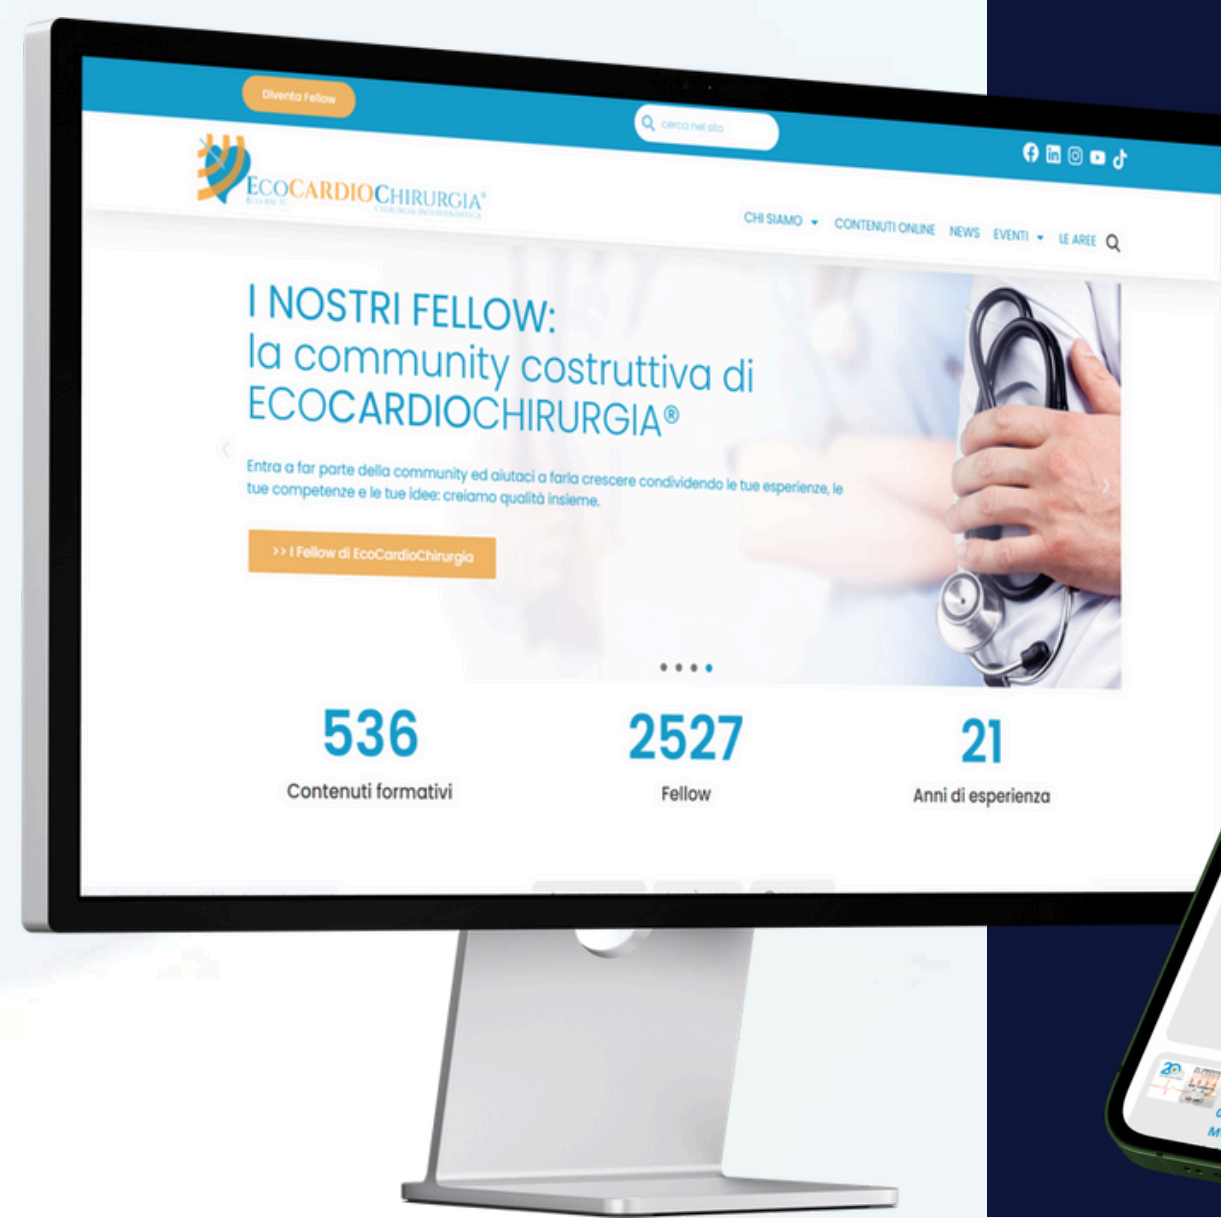 Diventa Fellow
cerca nel sito
ECOCARDIOCHIRURGIA®
CHI SIAMO CONTENUTI ONLINE NEWS EVENTI LE AREE
I NOSTRI FELLOW:
la community costruttiva di
ECOCARDIOCHIRURGIA®
Entra a far parte della community ed aiutaci a farla crescere condividendo le tue esperienze, le
tue competenze e le tue idee: creiamo qualità insieme.
>> I Fellow di EcoCardioChirurgia
536
Contenuti formativi
2527
Fellow
21
Anni di esperienza
20